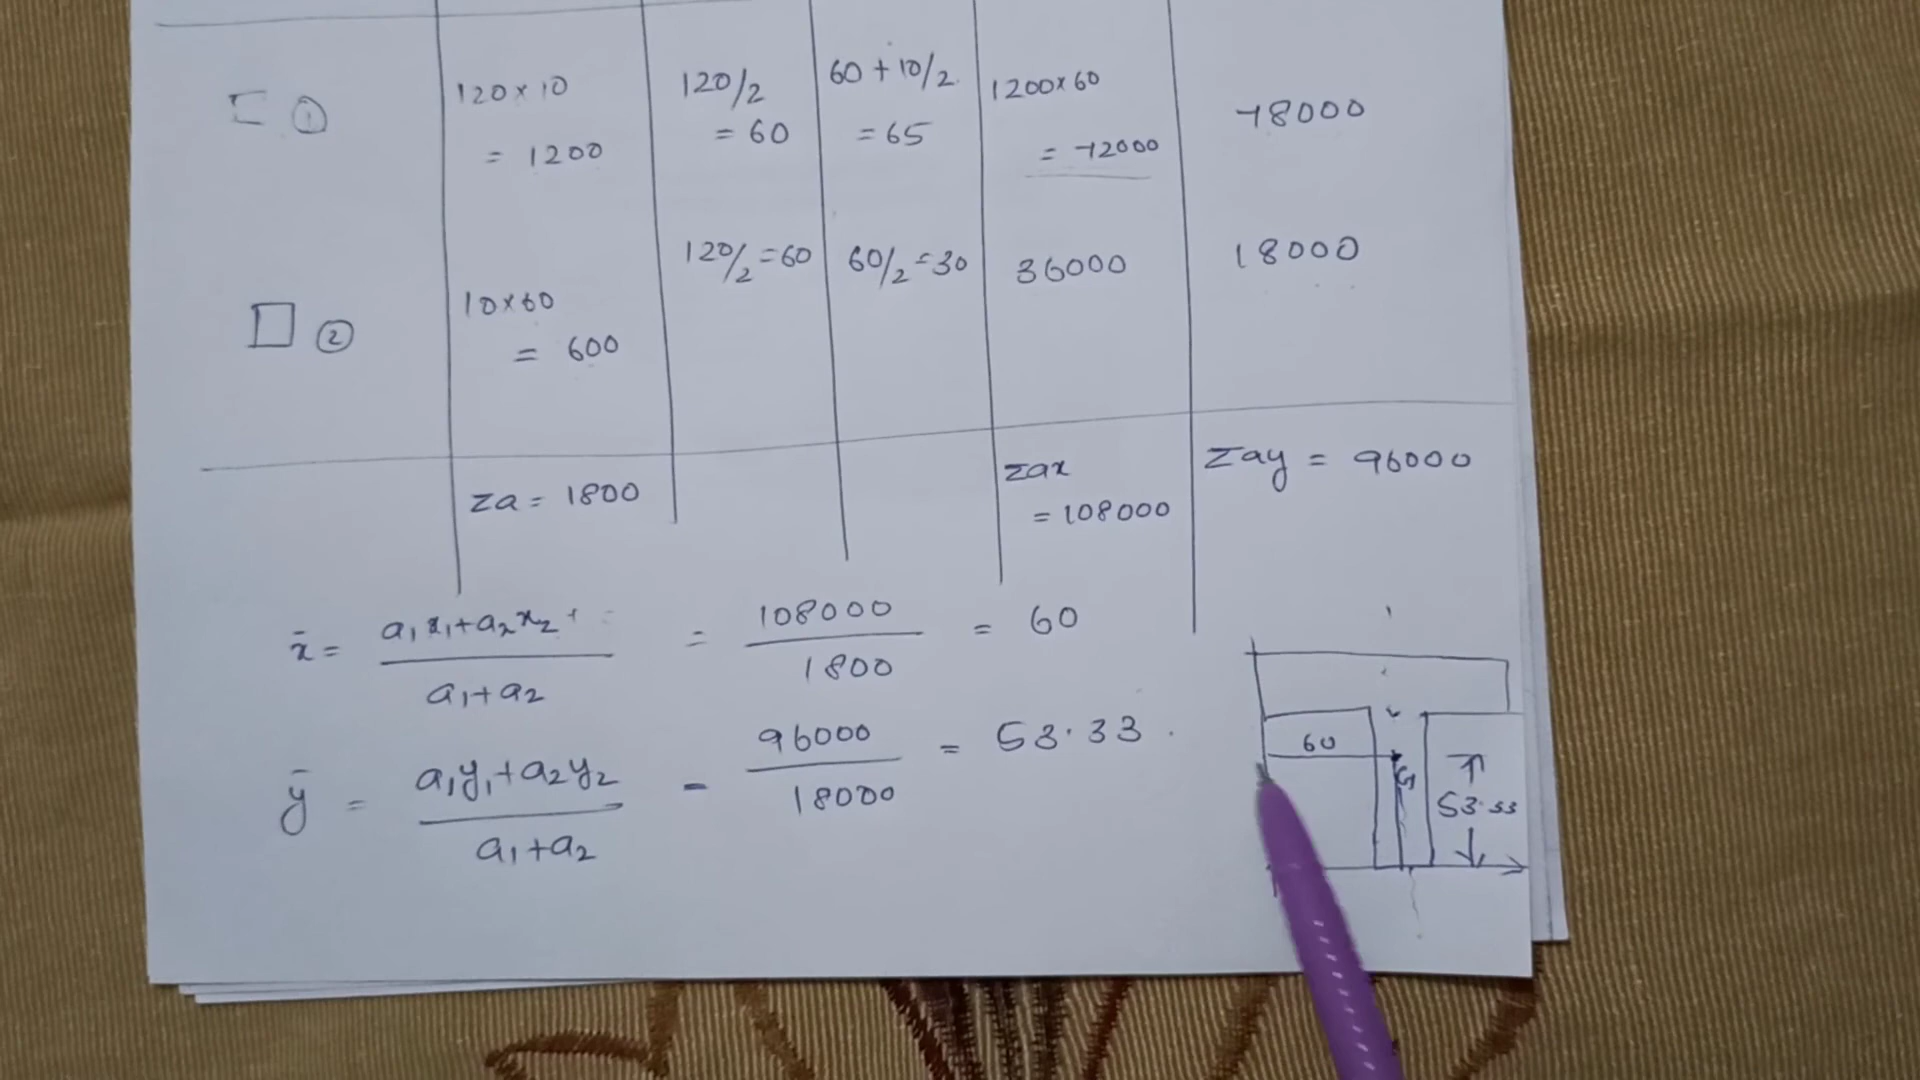 ① 120 × 10 = 1200 120/2 = 60 60 + 10/2 = 65 1200 × 60 = 72000 78000
② 10 × 60 = 600 120/2 = 60 60/2 = 30 36000 18000
Σa = 1800 Σax = 108000 Σay = 96000
x̄ = a₁x₁ + a₂x₂ + / a₁ + a₂ = 108000 / 1800 = 60
ȳ = a₁y₁ + a₂y₂ / a₁ + a₂ = 96000 / 18000 = 53.33
60
G
53.33